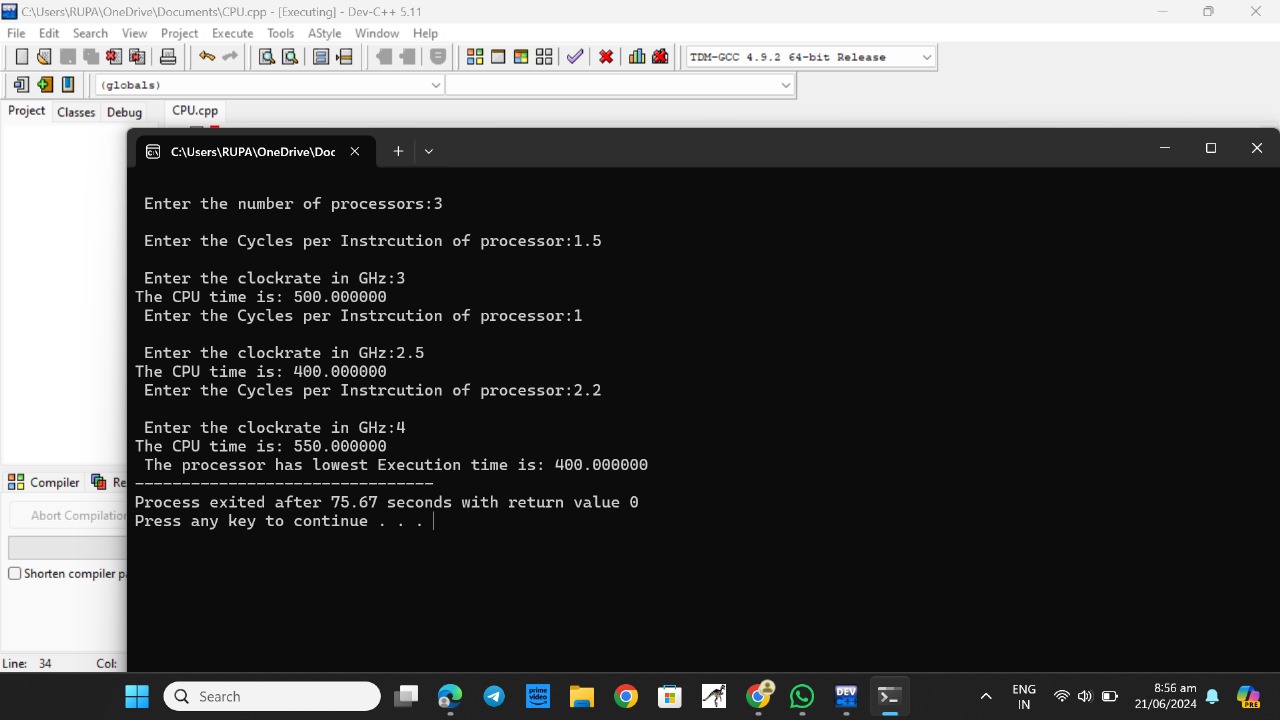 C:\Users\RUPA\OneDrive\Documents\CPU.cpp - [Executing] - Dev-C++ 5.11
File Edit Search View Project Execute Tools AStyle Window Help
TDM-GCC 4.9.2 64-bit Release
(globals)
Project Classes Debug CPU.cpp
C:\Users\RUPA\OneDrive\Doc
Enter the number of processors:3
Enter the Cycles per Instrcution of processor:1.5
Enter the clockrate in GHz:3
The CPU time is: 500.000000
Enter the Cycles per Instrcution of processor:1
Enter the clockrate in GHz:2.5
The CPU time is: 400.000000
Enter the Cycles per Instrcution of processor:2.2
Enter the clockrate in GHz:4
The CPU time is: 550.000000
The processor has lowest Execution time is: 400.000000
--------------------------------
Process exited after 75.67 seconds with return value 0
Press any key to continue . . .
Compiler Re
Abort Compilation
Shorten compiler pa
Line: 34 Col:
Search
prime video
DEV
PRE
ENG
IN
8:56 am
21/06/2024